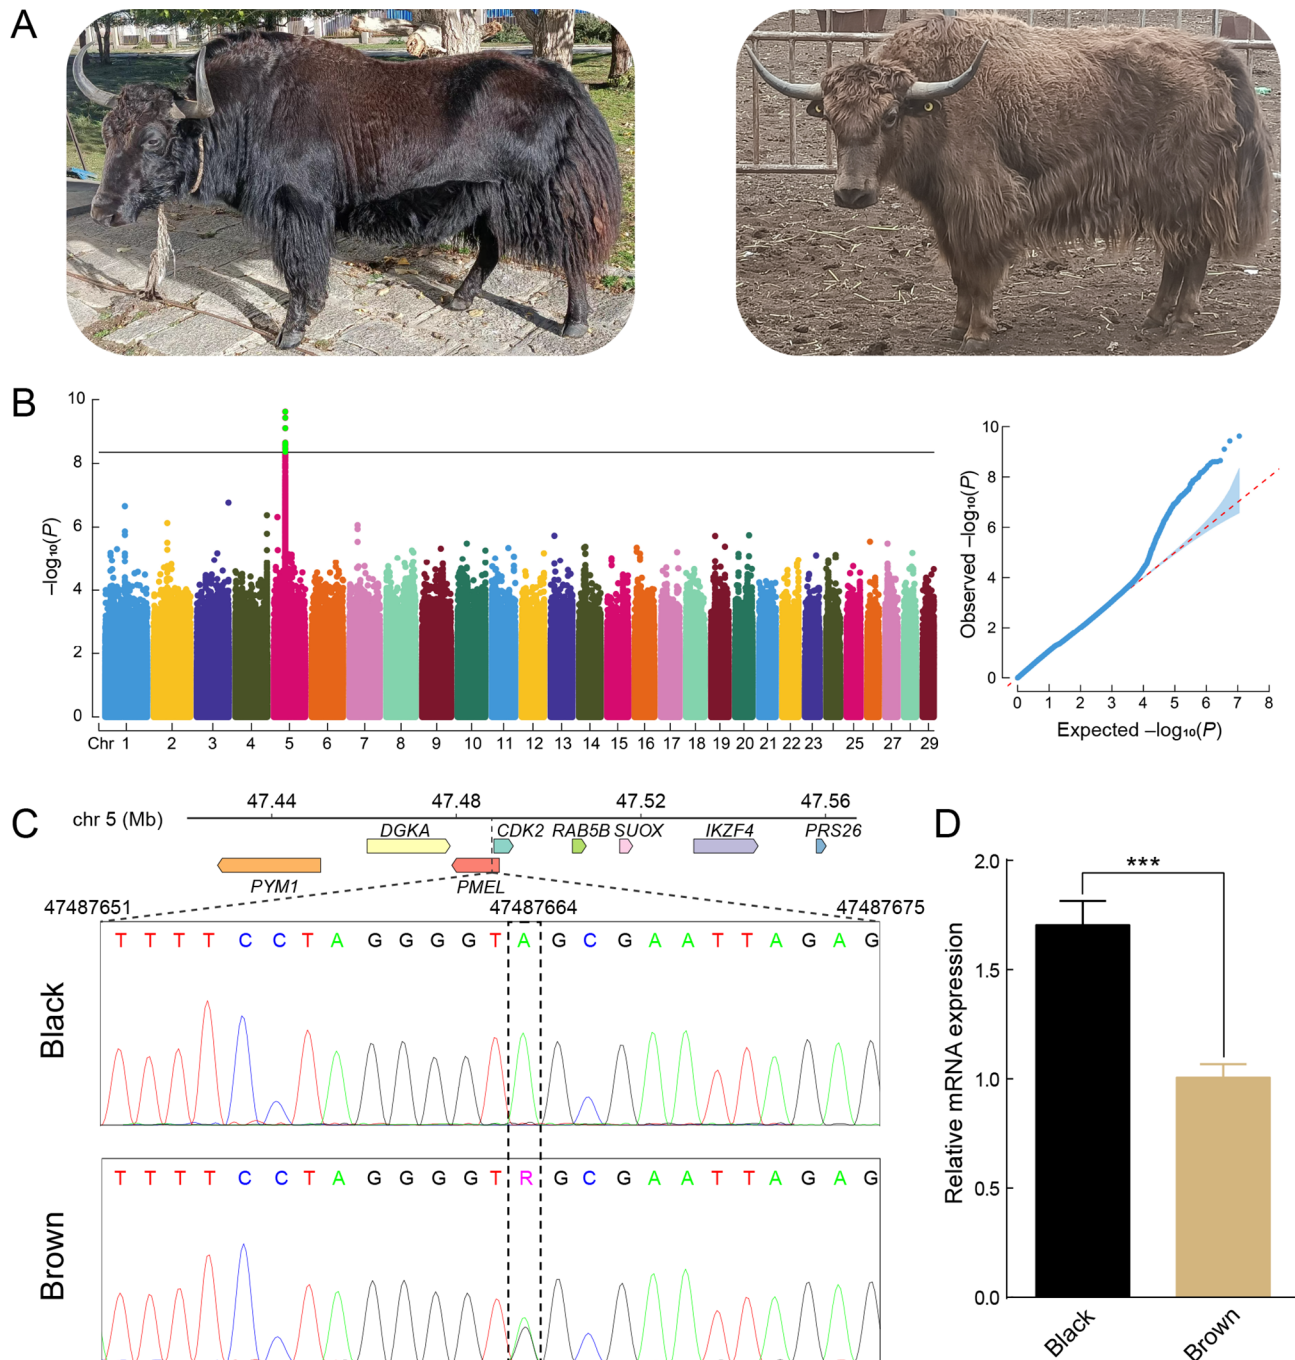 A
B
10
8
6
4
2
0
–log₁₀(P)
Chr 1 2 3 4 5 6 7 8 9 10 11 12 13 14 15 16 17 18 19 20 21 22 23 25 27 29
10
8
6
4
2
0
Observed –log₁₀(P)
0 1 2 3 4 5 6 7 8
Expected –log₁₀(P)
C
chr 5 (Mb)
47.44 47.48 47.52 47.56
DGKA CDK2 RAB5B SUOX IKZF4 PRS26
PYM1 PMEL
47487651 47487664 47487675
Black
T T T T C C T A G G G G T A G C G A A T T A G A G
Brown
T T T T C C T A G G G G T R G C G A A T T A G A G
D
2.0
1.5
1.0
0.5
0.0
Relative mRNA expression
***
Black Brown